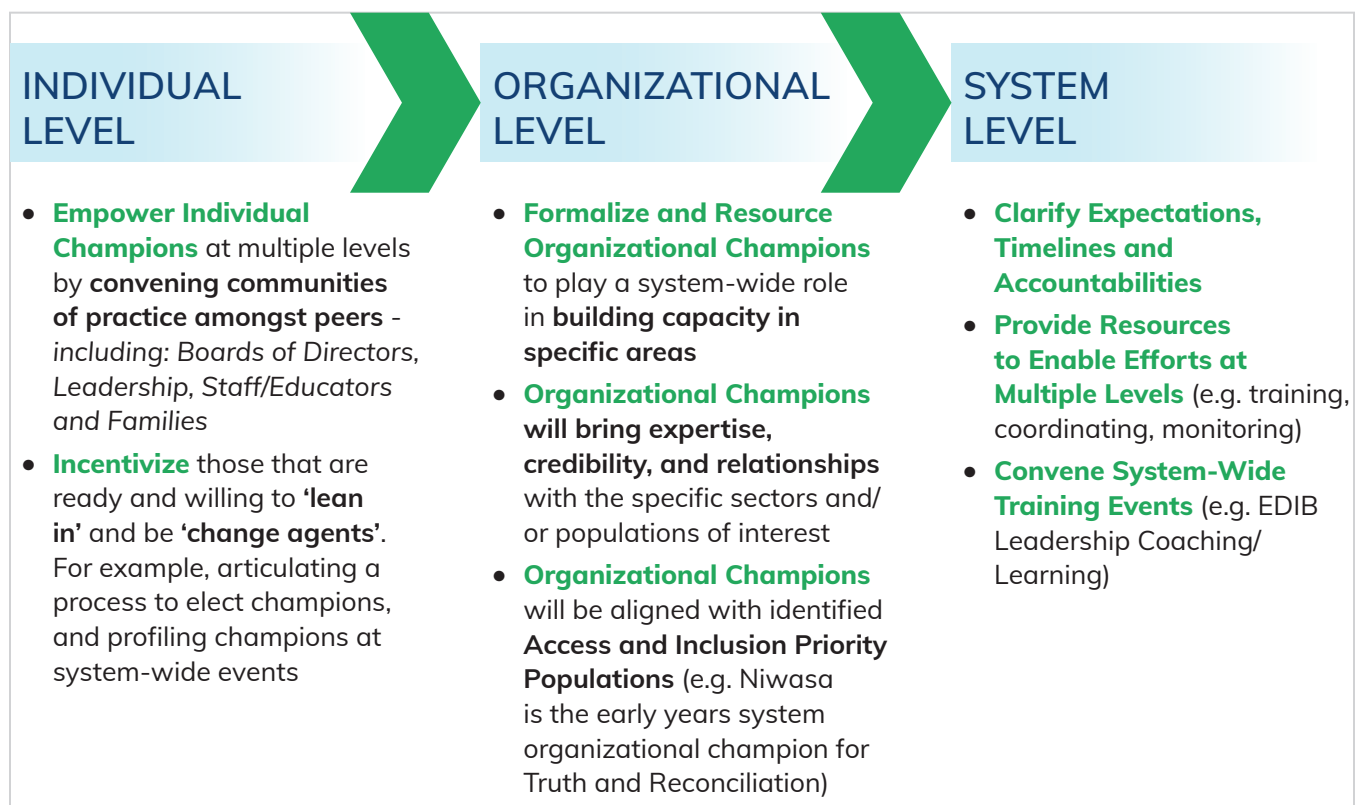 INDIVIDUAL
LEVEL
• Empower Individual
Champions at multiple levels
by convening communities
of practice amongst peers -
including: Boards of Directors,
Leadership, Staff/Educators
and Families
• Incentivize those that are
ready and willing to ‘lean
in’ and be ‘change agents’.
For example, articulating a
process to elect champions,
and profiling champions at
system-wide events
ORGANIZATIONAL
LEVEL
• Formalize and Resource
Organizational Champions
to play a system-wide role
in building capacity in
specific areas
• Organizational Champions
will bring expertise,
credibility, and relationships
with the specific sectors and/
or populations of interest
• Organizational Champions
will be aligned with identified
Access and Inclusion Priority
Populations (e.g. Niwasa
is the early years system
organizational champion for
Truth and Reconciliation)
SYSTEM
LEVEL
• Clarify Expectations,
Timelines and
Accountabilities
• Provide Resources
to Enable Efforts at
Multiple Levels (e.g. training,
coordinating, monitoring)
• Convene System-Wide
Training Events (e.g. EDIB
Leadership Coaching/
Learning)